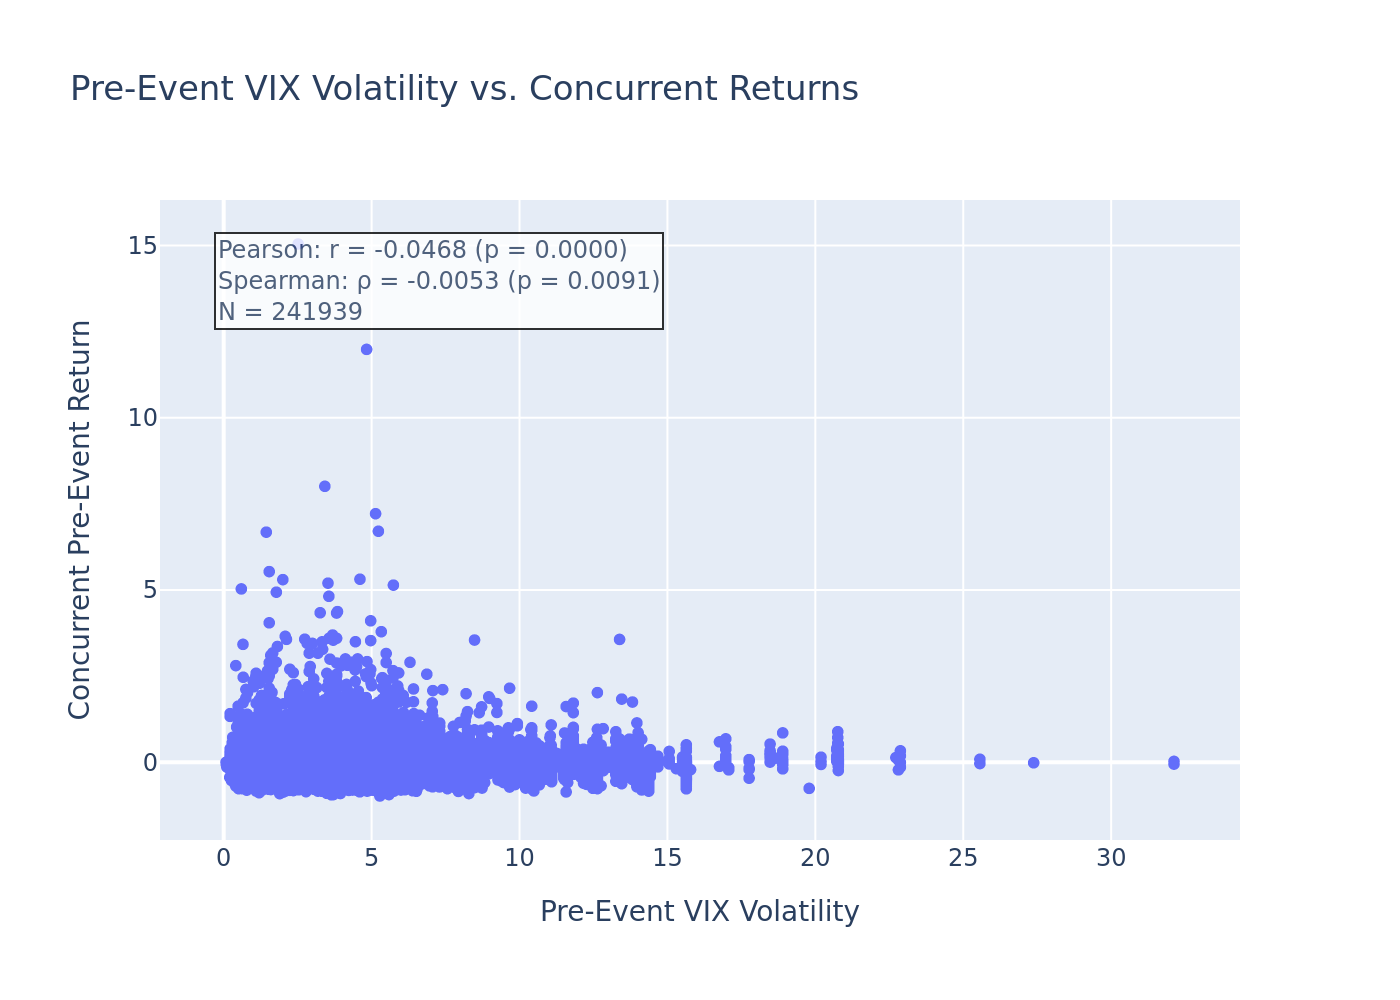 Pre-Event VIX Volatility vs. Concurrent Returns
Pearson: r = -0.0468 (p = 0.0000)
Spearman: ρ = -0.0053 (p = 0.0091)
N = 241939
15
10
5
0
Concurrent Pre-Event Return
0
5
10
15
20
25
30
Pre-Event VIX Volatility